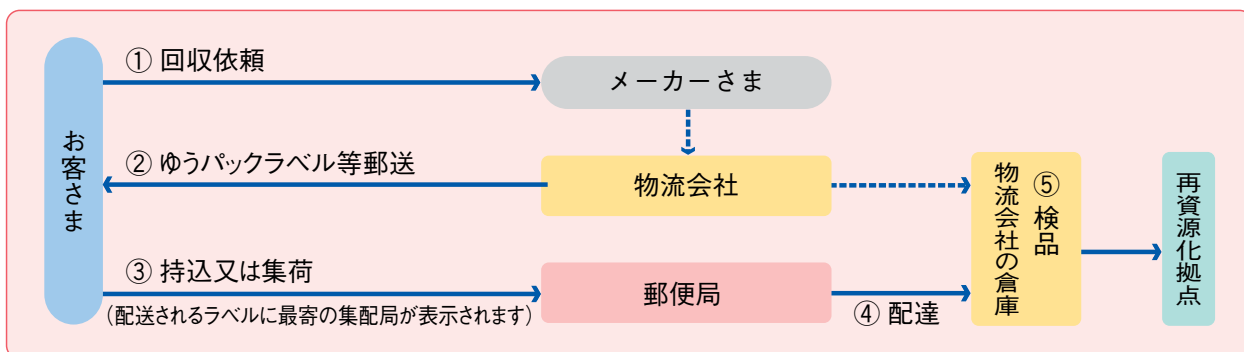 ① 回収依頼
メーカーさま
お客さま
② ゆうパックラベル等郵送
物流会社
③ 持込又は集荷
（配送されるラベルに最寄の集配局が表示されます）
郵便局
④ 配達
⑤ 検品
物流会社の倉庫
再資源化拠点